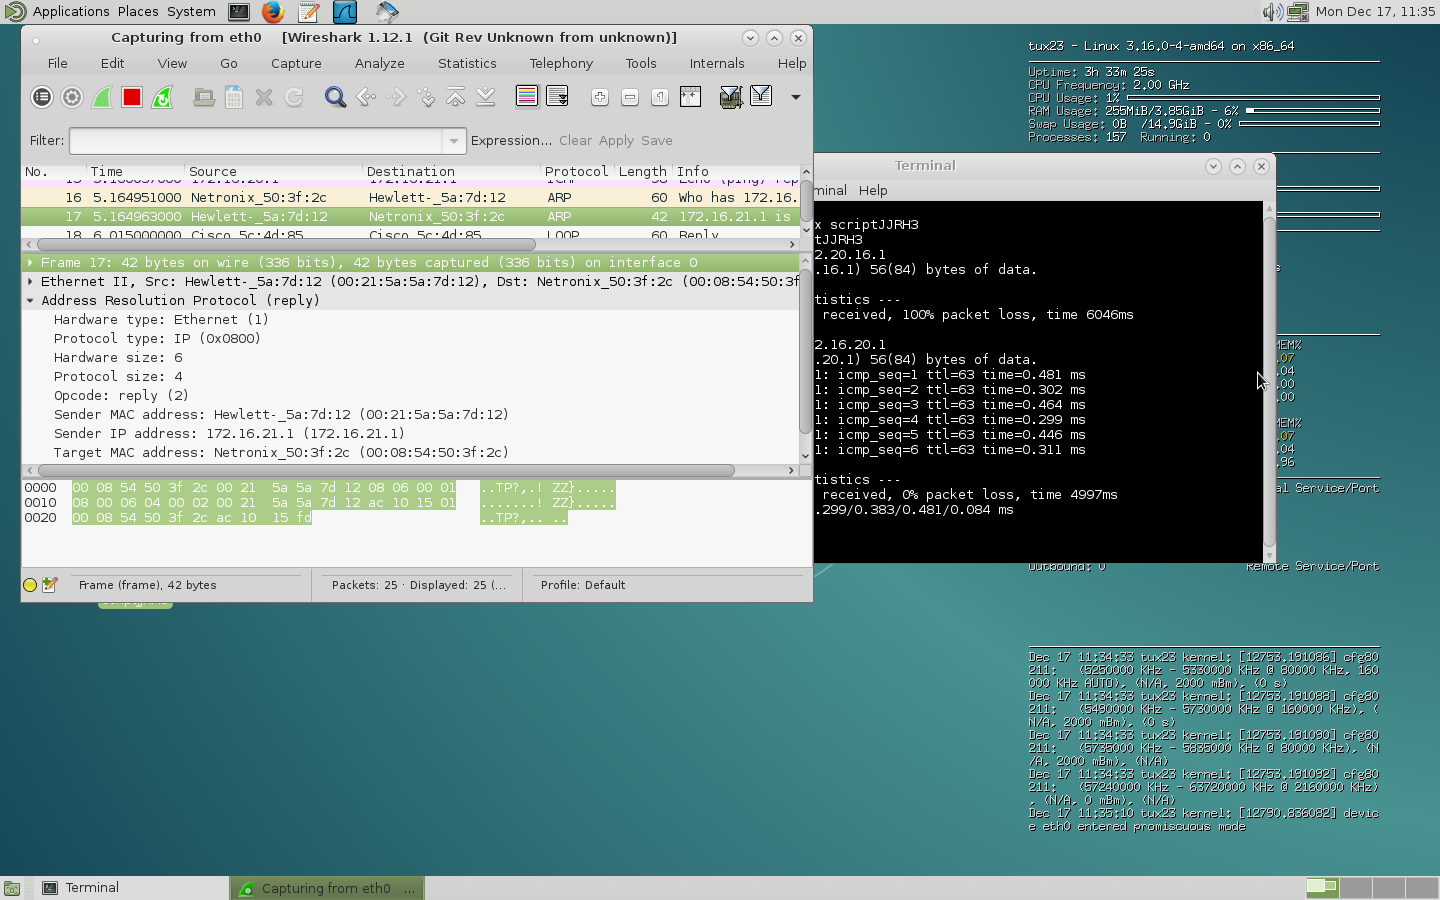 Applications Places System
Mon Dec 17, 11:35
Capturing from eth0 [Wireshark 1.12.1 (Git Rev Unknown from unknown)]
File Edit View Go Capture Analyze Statistics Telephony Tools Internals Help
Filter: Expression... Clear Apply Save
No. Time Source Destination Protocol Length Info
16 5.164951000 Netronix_50:3f:2c Hewlett-_5a:7d:12 ARP 60 Who has 172.16.
17 5.164963000 Hewlett-_5a:7d:12 Netronix_50:3f:2c ARP 42 172.16.21.1 is
18 6.015000000 Cisco_5c:4d:85 LOOP 60 Reply
Frame 17: 42 bytes on wire (336 bits), 42 bytes captured (336 bits) on interface 0
Ethernet II, Src: Hewlett-_5a:7d:12 (00:21:5a:5a:7d:12), Dst: Netronix_50:3f:2c (00:08:54:50:3f
Address Resolution Protocol (reply)
Hardware type: Ethernet (1)
Protocol type: IP (0x0800)
Hardware size: 6
Protocol size: 4
Opcode: reply (2)
Sender MAC address: Hewlett-_5a:7d:12 (00:21:5a:5a:7d:12)
Sender IP address: 172.16.21.1 (172.16.21.1)
Target MAC address: Netronix_50:3f:2c (00:08:54:50:3f:2c)
0000 00 08 54 50 3f 2c 00 21 5a 5a 7d 12 08 06 00 01 ..TP?,.! ZZ}.....
0010 08 00 06 04 00 02 00 21 5a 5a 7d 12 ac 10 15 01 .......! ZZ}.....
0020 00 08 54 50 3f 2c ac 10 15 fd ..TP?,.. ..
Frame (frame), 42 bytes
Packets: 25 · Displayed: 25 (...
Profile: Default
Terminal
minal Help
x scriptJJRH3
tJJRH3
2.20.16.1
.16.1) 56(84) bytes of data.
tistics ---
received, 100% packet loss, time 6046ms
2.16.20.1
.20.1) 56(84) bytes of data.
1: icmp_seq=1 ttl=63 time=0.481 ms
1: icmp_seq=2 ttl=63 time=0.302 ms
1: icmp_seq=3 ttl=63 time=0.464 ms
1: icmp_seq=4 ttl=63 time=0.299 ms
1: icmp_seq=5 ttl=63 time=0.446 ms
1: icmp_seq=6 ttl=63 time=0.311 ms
tistics ---
received, 0% packet loss, time 4997ms
.299/0.383/0.481/0.084 ms
tux23 - Linux 3.16.0-4-amd64 on x86_64
Uptime: 3h 33m 25s
CPU Frequency: 2.00 GHz
CPU Usage: 1%
RAM Usage: 255MiB/3.85GiB - 6%
Swap Usage: 0B /14.9GiB - 0%
Processes: 157 Running: 0
s
MEM%
.07
.04
.00
.00
MEM%
.07
.04
.96
al Service/Port
Outbound: 0 Remote Service/Port
Dec 17 11:34:33 tux23 kernel: [12753.191086] cfg80
211: (5250000 KHz - 5330000 KHz @ 80000 KHz, 160
000 KHz AUTO), (N/A, 2000 mBm), (0 s)
Dec 17 11:34:33 tux23 kernel: [12753.191088] cfg80
211: (5490000 KHz - 5730000 KHz @ 160000 KHz), (
N/A, 2000 mBm), (0 s)
Dec 17 11:34:33 tux23 kernel: [12753.191090] cfg80
211: (5735000 KHz - 5835000 KHz @ 80000 KHz), (N
/A, 2000 mBm), (N/A)
Dec 17 11:34:33 tux23 kernel: [12753.191092] cfg80
211: (57240000 KHz - 63720000 KHz @ 2160000 KHz)
, (N/A, 0 mBm), (N/A)
Dec 17 11:35:10 tux23 kernel: [12790.836082] devic
e eth0 entered promiscuous mode
Terminal
Capturing from eth0 ...